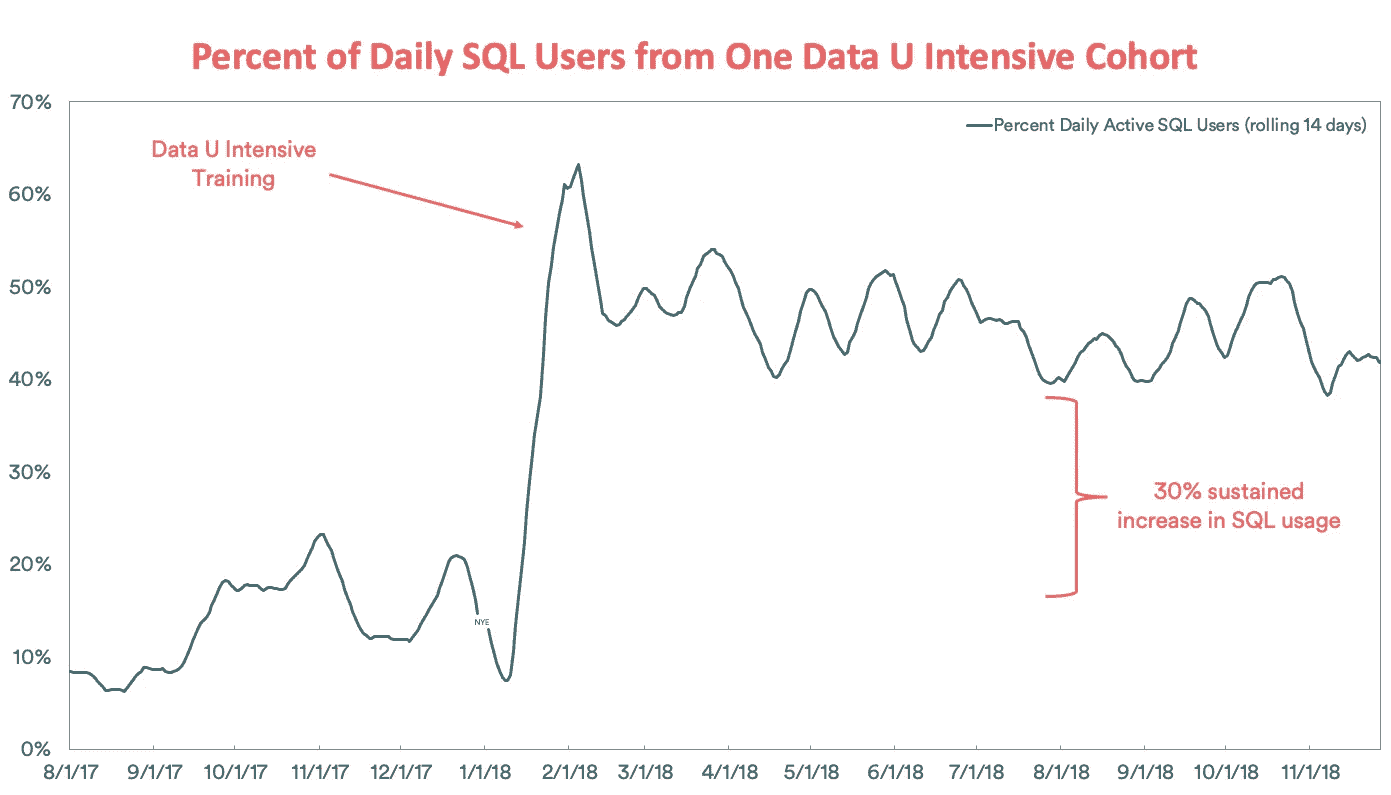 Percent of Daily SQL Users from One Data U Intensive Cohort
70%
Percent Daily Active SQL Users (rolling 14 days)
Data U Intensive
Training
60%
50%
40%
30%
30% sustained
increase in SQL usage
20%
NYE
10%
0%
8/1/17 9/1/17 10/1/17 11/1/17 12/1/17 1/1/18 2/1/18 3/1/18 4/1/18 5/1/18 6/1/18 7/1/18 8/1/18 9/1/18 10/1/18 11/1/18